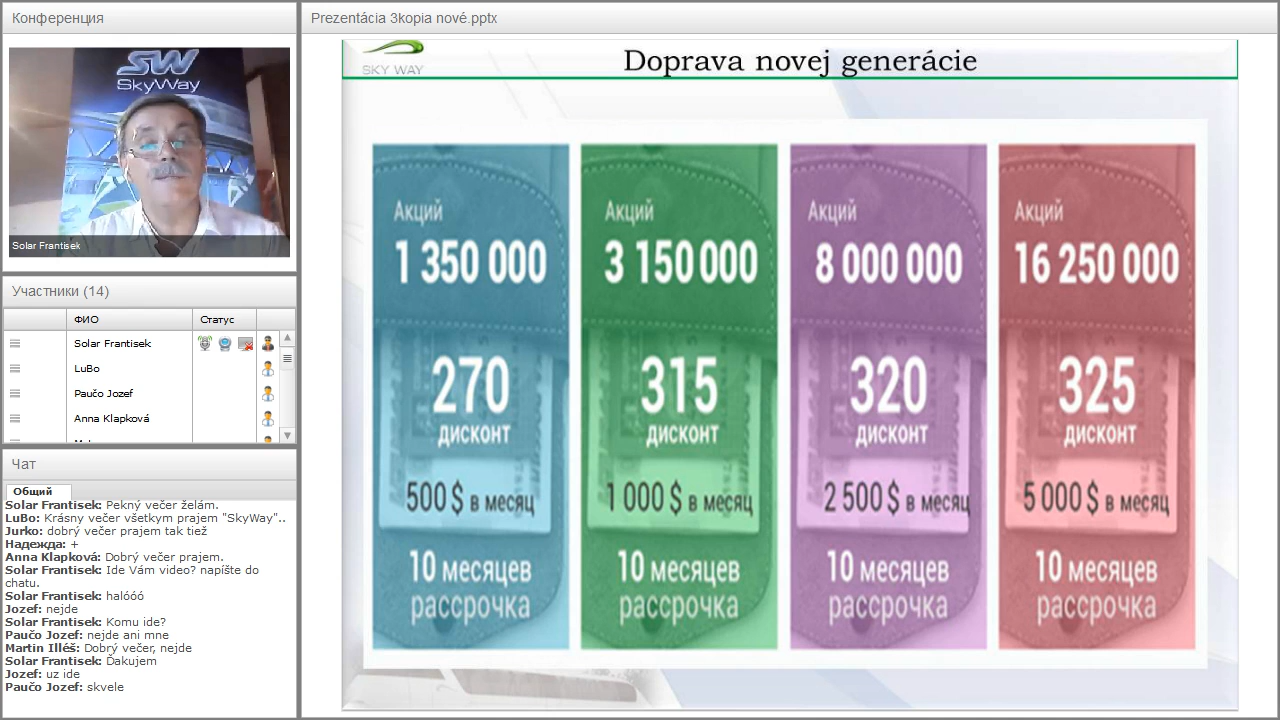 Конференция
SW
SkyWay
Solar Frantisek
Участники (14)
ФИО
Статус
Solar Frantisek
LuBo
Paučo Jozef
Anna Klapková
Чат
Общий
Solar Frantisek: Pekný večer želám.
LuBo: Krásny večer všetkym prajem "SkyWay"..
Jurko: dobrý večer prajem tak tiež
Надежда: +
Anna Klapková: Dobrý večer prajem.
Solar Frantisek: Ide Vám video? napíšte do
chatu.
Solar Frantisek: halóóó
Jozef: nejde
Solar Frantisek: Komu ide?
Paučo Jozef: nejde ani mne
Martin Illéš: Dobrý večer, nejde
Solar Frantisek: Ďakujem
Jozef: uz ide
Paučo Jozef: skvele
Prezentácia 3kopia nové.pptx
SKY WAY
Doprava novej generácie
Акций
1 350 000
270
дисконт
500 $ в месяц
10 месяцев
рассрочка
Акций
3 150 000
315
дисконт
1 000 $ в месяц
10 месяцев
рассрочка
Акций
8 000 000
320
дисконт
2 500 $ в месяц
10 месяцев
рассрочка
Акций
16 250 000
325
дисконт
5 000 $ в месяц
10 месяцев
рассрочка